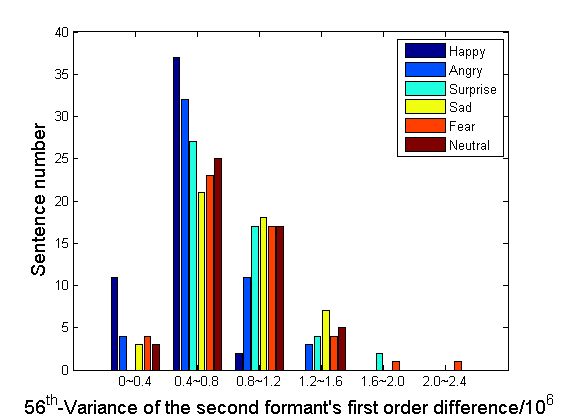 40
35
30
25
20
15
10
5
0
Sentence number
Happy
Angry
Surprise
Sad
Fear
Neutral
0~0.4 0.4~0.8 0.8~1.2 1.2~1.6 1.6~2.0 2.0~2.4
56th-Variance of the second formant's first order difference/10^6